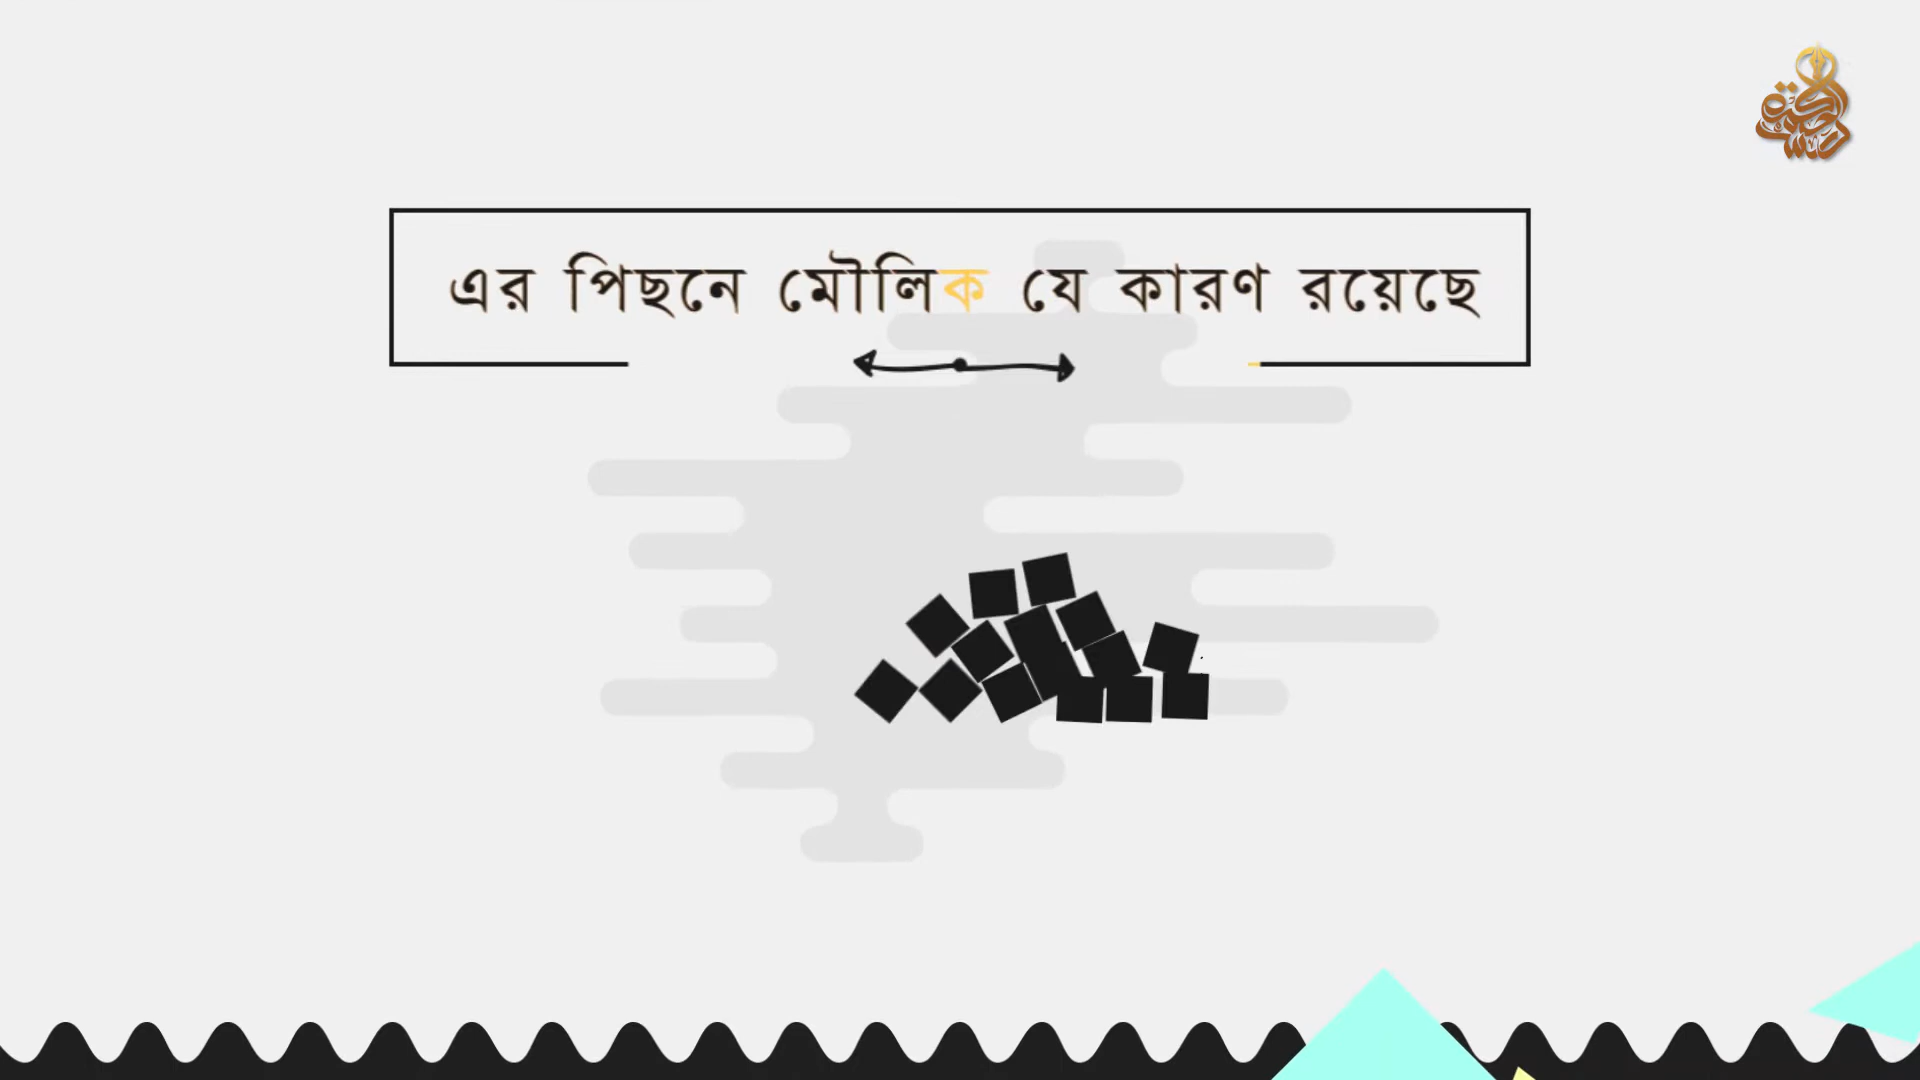 এর পিছনে মৌলিক যে কারণ রয়েছে